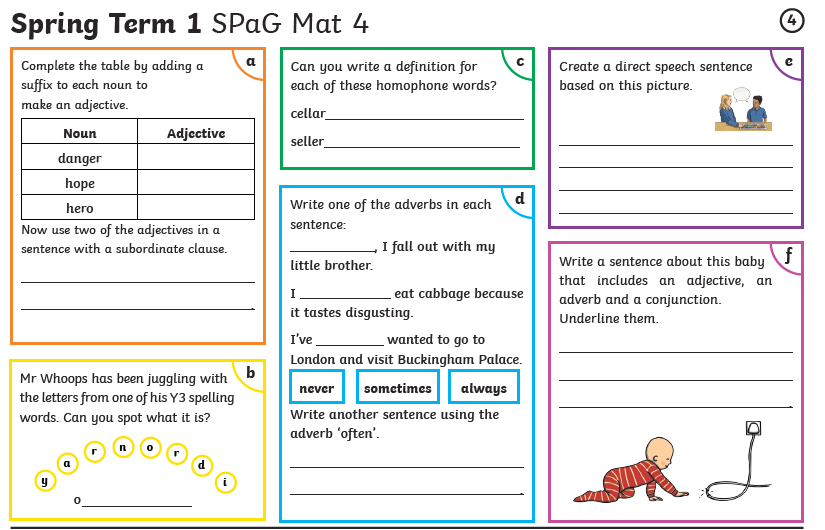 Spring Term 1 SPaG Mat 4
4
a
Complete the table by adding a
suffix to each noun to
make an adjective.
Noun Adjective
danger
hope
hero
Now use two of the adjectives in a
sentence with a subordinate clause.
b
Mr Whoops has been juggling with
the letters from one of his Y3 spelling
words. Can you spot what it is?
y a r n o r d i
o
c
Can you write a definition for
each of these homophone words?
cellar
seller
d
Write one of the adverbs in each
sentence:
____________, I fall out with my
little brother.
I _____________ eat cabbage because
it tastes disgusting.
I’ve __________ wanted to go to
London and visit Buckingham Palace.
never sometimes always
Write another sentence using the
adverb ‘often’.
e
Create a direct speech sentence
based on this picture.
f
Write a sentence about this baby
that includes an adjective, an
adverb and a conjunction.
Underline them.